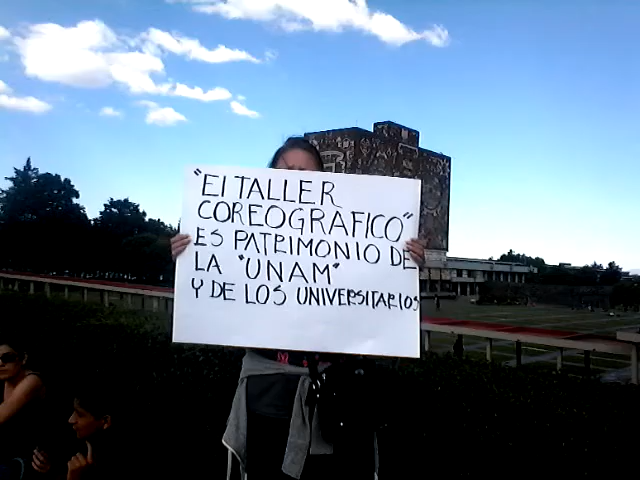 "El TALLER
COREOGRAFICO"
ES PATRIMONIO DE
LA "UNAM"
Y DE LOS UNIVERSITARIOS